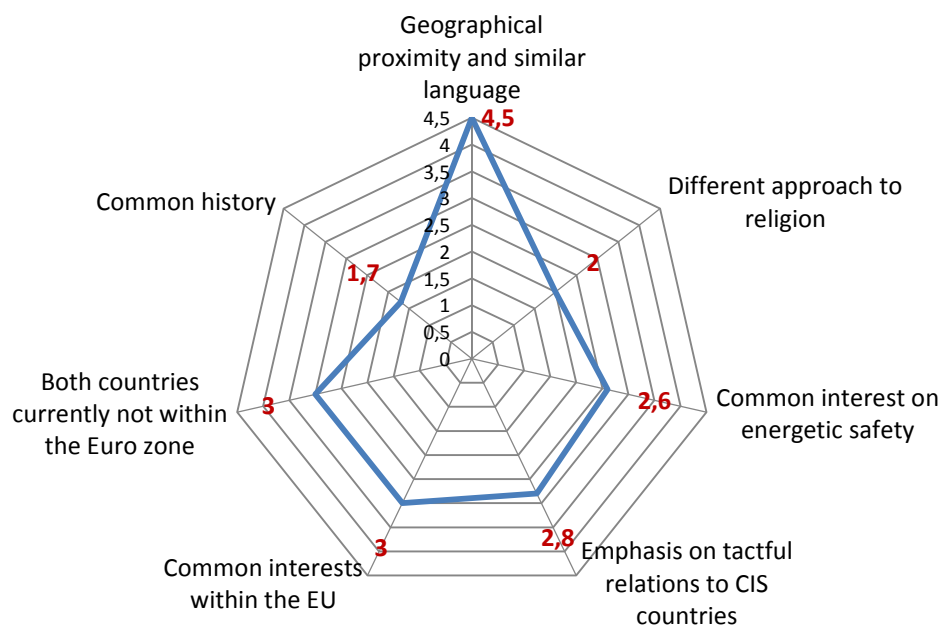 Geographical
proximity and similar
language
4,5
4,5
4
3,5
3
2,5
2
1,5
1
0,5
0
Different approach to
religion
2
Common interest on
energetic safety
2,6
Emphasis on tactful
relations to CIS
countries
2,8
Common interests
within the EU
3
Both countries
currently not within
the Euro zone
3
Common history
1,7